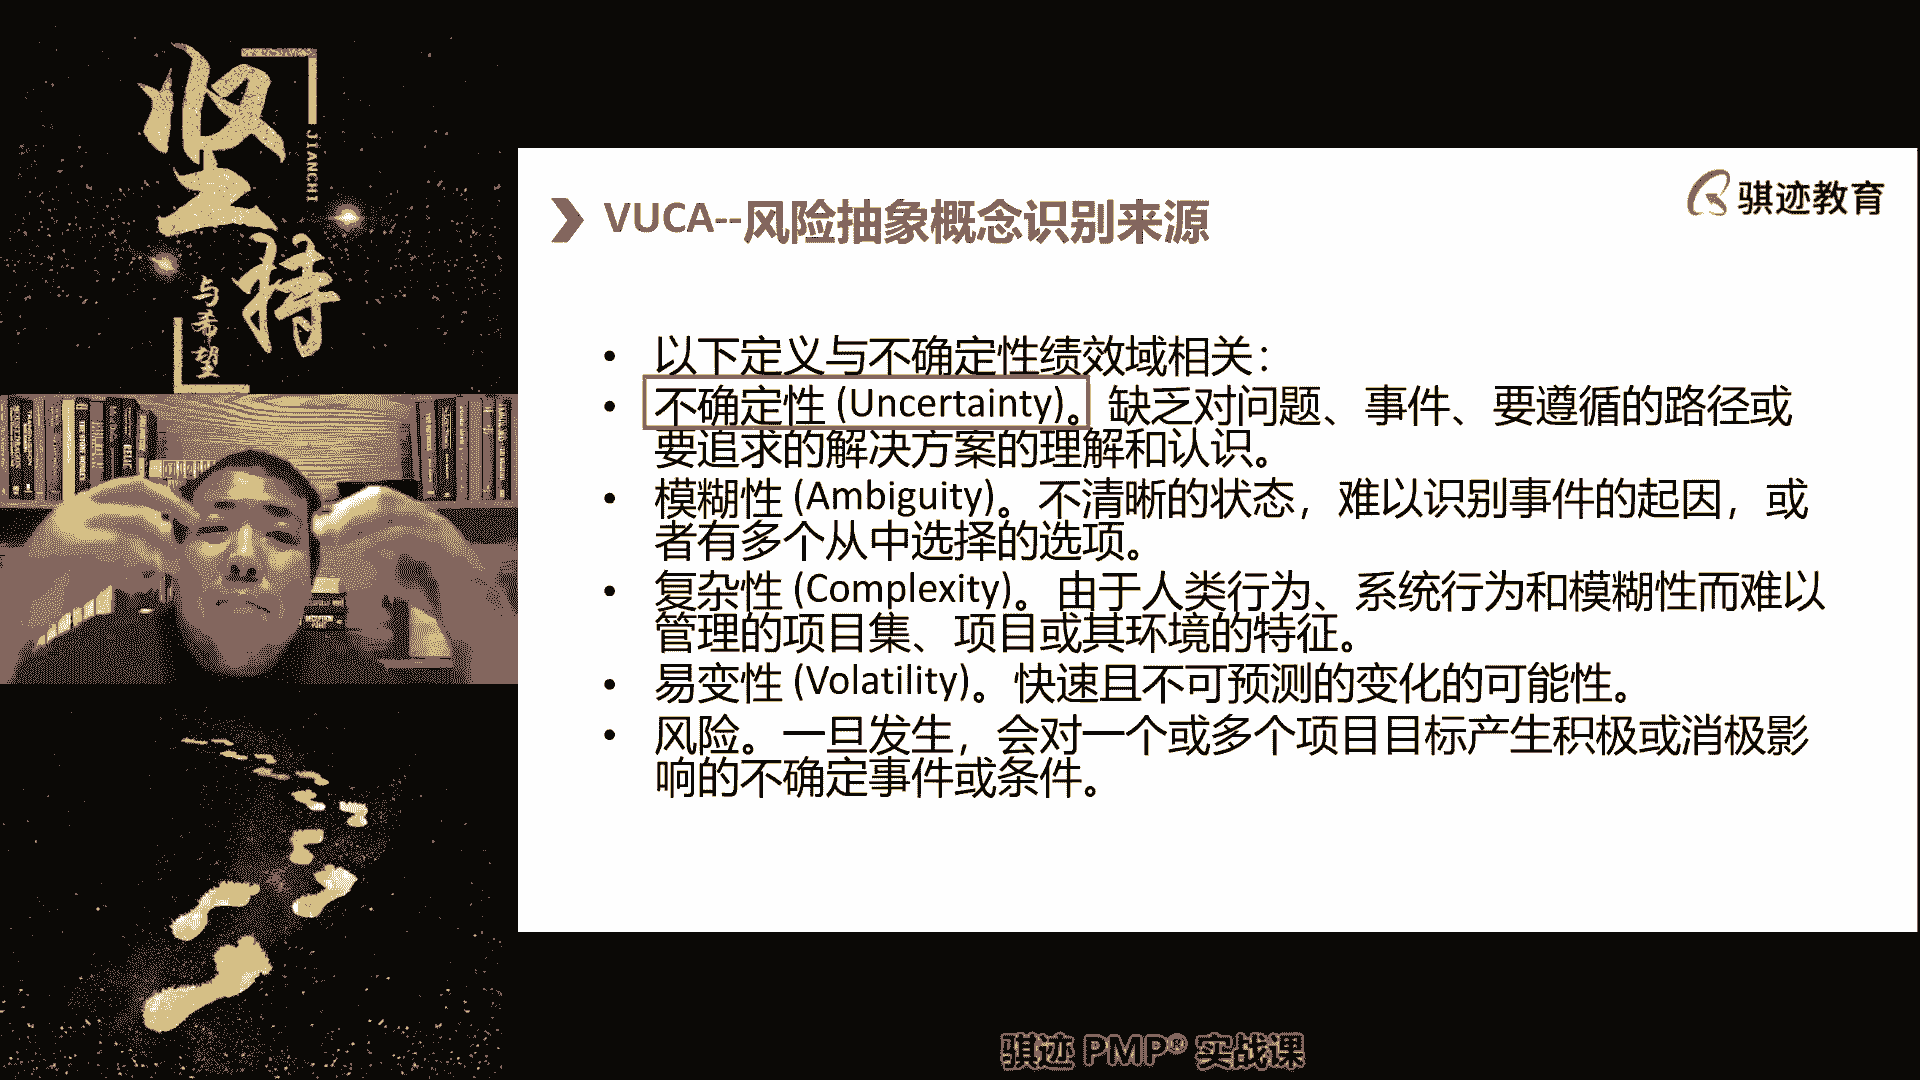 坚持
JIANCHI
与希望
骐迹教育
VUCA--风险抽象概念识别来源
• 以下定义与不确定性绩效域相关：
• 不确定性 (Uncertainty)。缺乏对问题、事件、要遵循的路径或
要追求的解决方案的理解和认识。
• 模糊性 (Ambiguity)。不清晰的状态，难以识别事件的起因，或
者有多个从中选择的选项。
• 复杂性 (Complexity)。由于人类行为、系统行为和模糊性而难以
管理的项目集、项目或其环境的特征。
• 易变性 (Volatility)。快速且不可预测的变化的可能性。
• 风险。一旦发生，会对一个或多个项目目标产生积极或消极影
响的不确定事件或条件。
骐迹 PMP® 实战课